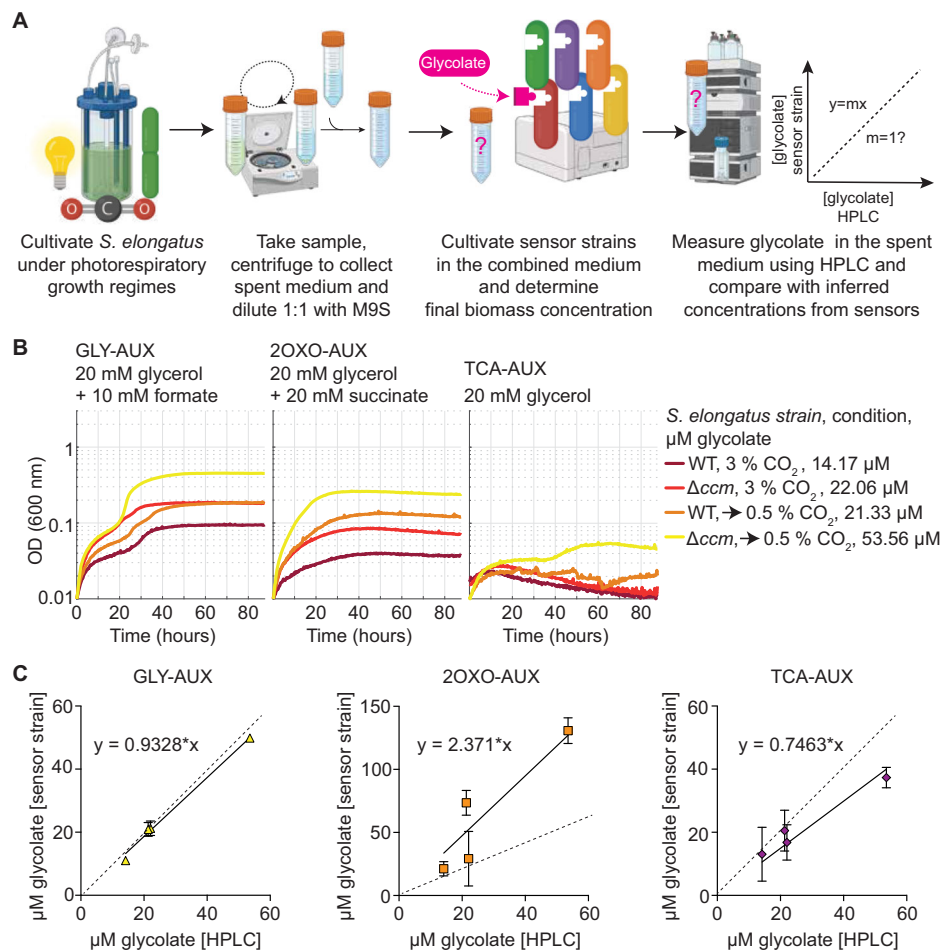 A
Glycolate
?
?
[glycolate]
sensor strain
y=mx
m=1?
[glycolate]
HPLC
O C O
Cultivate S. elongatus
under photorespiratory
growth regimes
Take sample,
centrifuge to collect
spent medium and
dilute 1:1 with M9S
Cultivate sensor strains
in the combined medium
and determine
final biomass concentration
Measure glycolate in the spent
medium using HPLC and
compare with inferred
concentrations from sensors
B
GLY-AUX
20 mM glycerol
+ 10 mM formate
2OXO-AUX
20 mM glycerol
+ 20 mM succinate
TCA-AUX
20 mM glycerol
OD (600 nm)
1
0.1
0.01
0 20 40 60 80
Time (hours)
0 20 40 60 80
Time (hours)
0 20 40 60 80
Time (hours)
S. elongatus strain, condition,
µM glycolate
WT, 3 % CO₂, 14.17 µM
Δccm, 3 % CO₂, 22.06 µM
WT, → 0.5 % CO₂, 21.33 µM
Δccm, → 0.5 % CO₂, 53.56 µM
C
GLY-AUX
µM glycolate [sensor strain]
60
40
20
0
y = 0.9328*x
0 20 40 60
µM glycolate [HPLC]
2OXO-AUX
µM glycolate [sensor strain]
150
100
50
0
y = 2.371*x
0 20 40 60
µM glycolate [HPLC]
TCA-AUX
µM glycolate [sensor strain]
60
40
20
0
y = 0.7463*x
0 20 40 60
µM glycolate [HPLC]